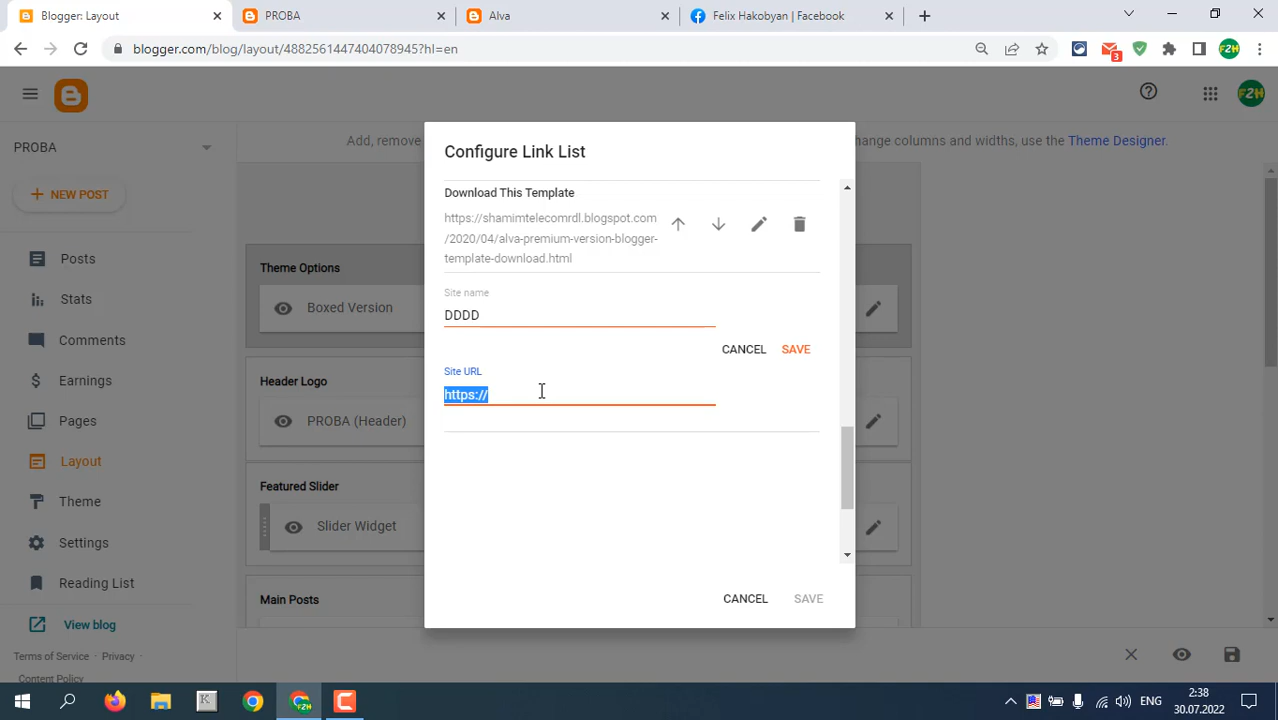 Blogger: Layout
PROBA
Alva
Felix Hakobyan | Facebook
blogger.com/blog/layout/4882561447404078945?hl=en
3
F2H
F2H
PROBA
NEW POST
Posts
Stats
Comments
Earnings
Pages
Layout
Theme
Settings
Reading List
View blog
Terms of Service · Privacy ·
Content Policy
Add, remove
change columns and widths, use the Theme Designer.
Theme Options
Boxed Version
Header Logo
PROBA (Header)
Featured Slider
Slider Widget
Main Posts
Configure Link List
Download This Template
https://shamimtelecomrdl.blogspot.com
/2020/04/alva-premium-version-blogger-
template-download.html
Site name
DDDD
CANCEL SAVE
Site URL
https://
CANCEL SAVE
K
ENG
2:38
30.07.2022